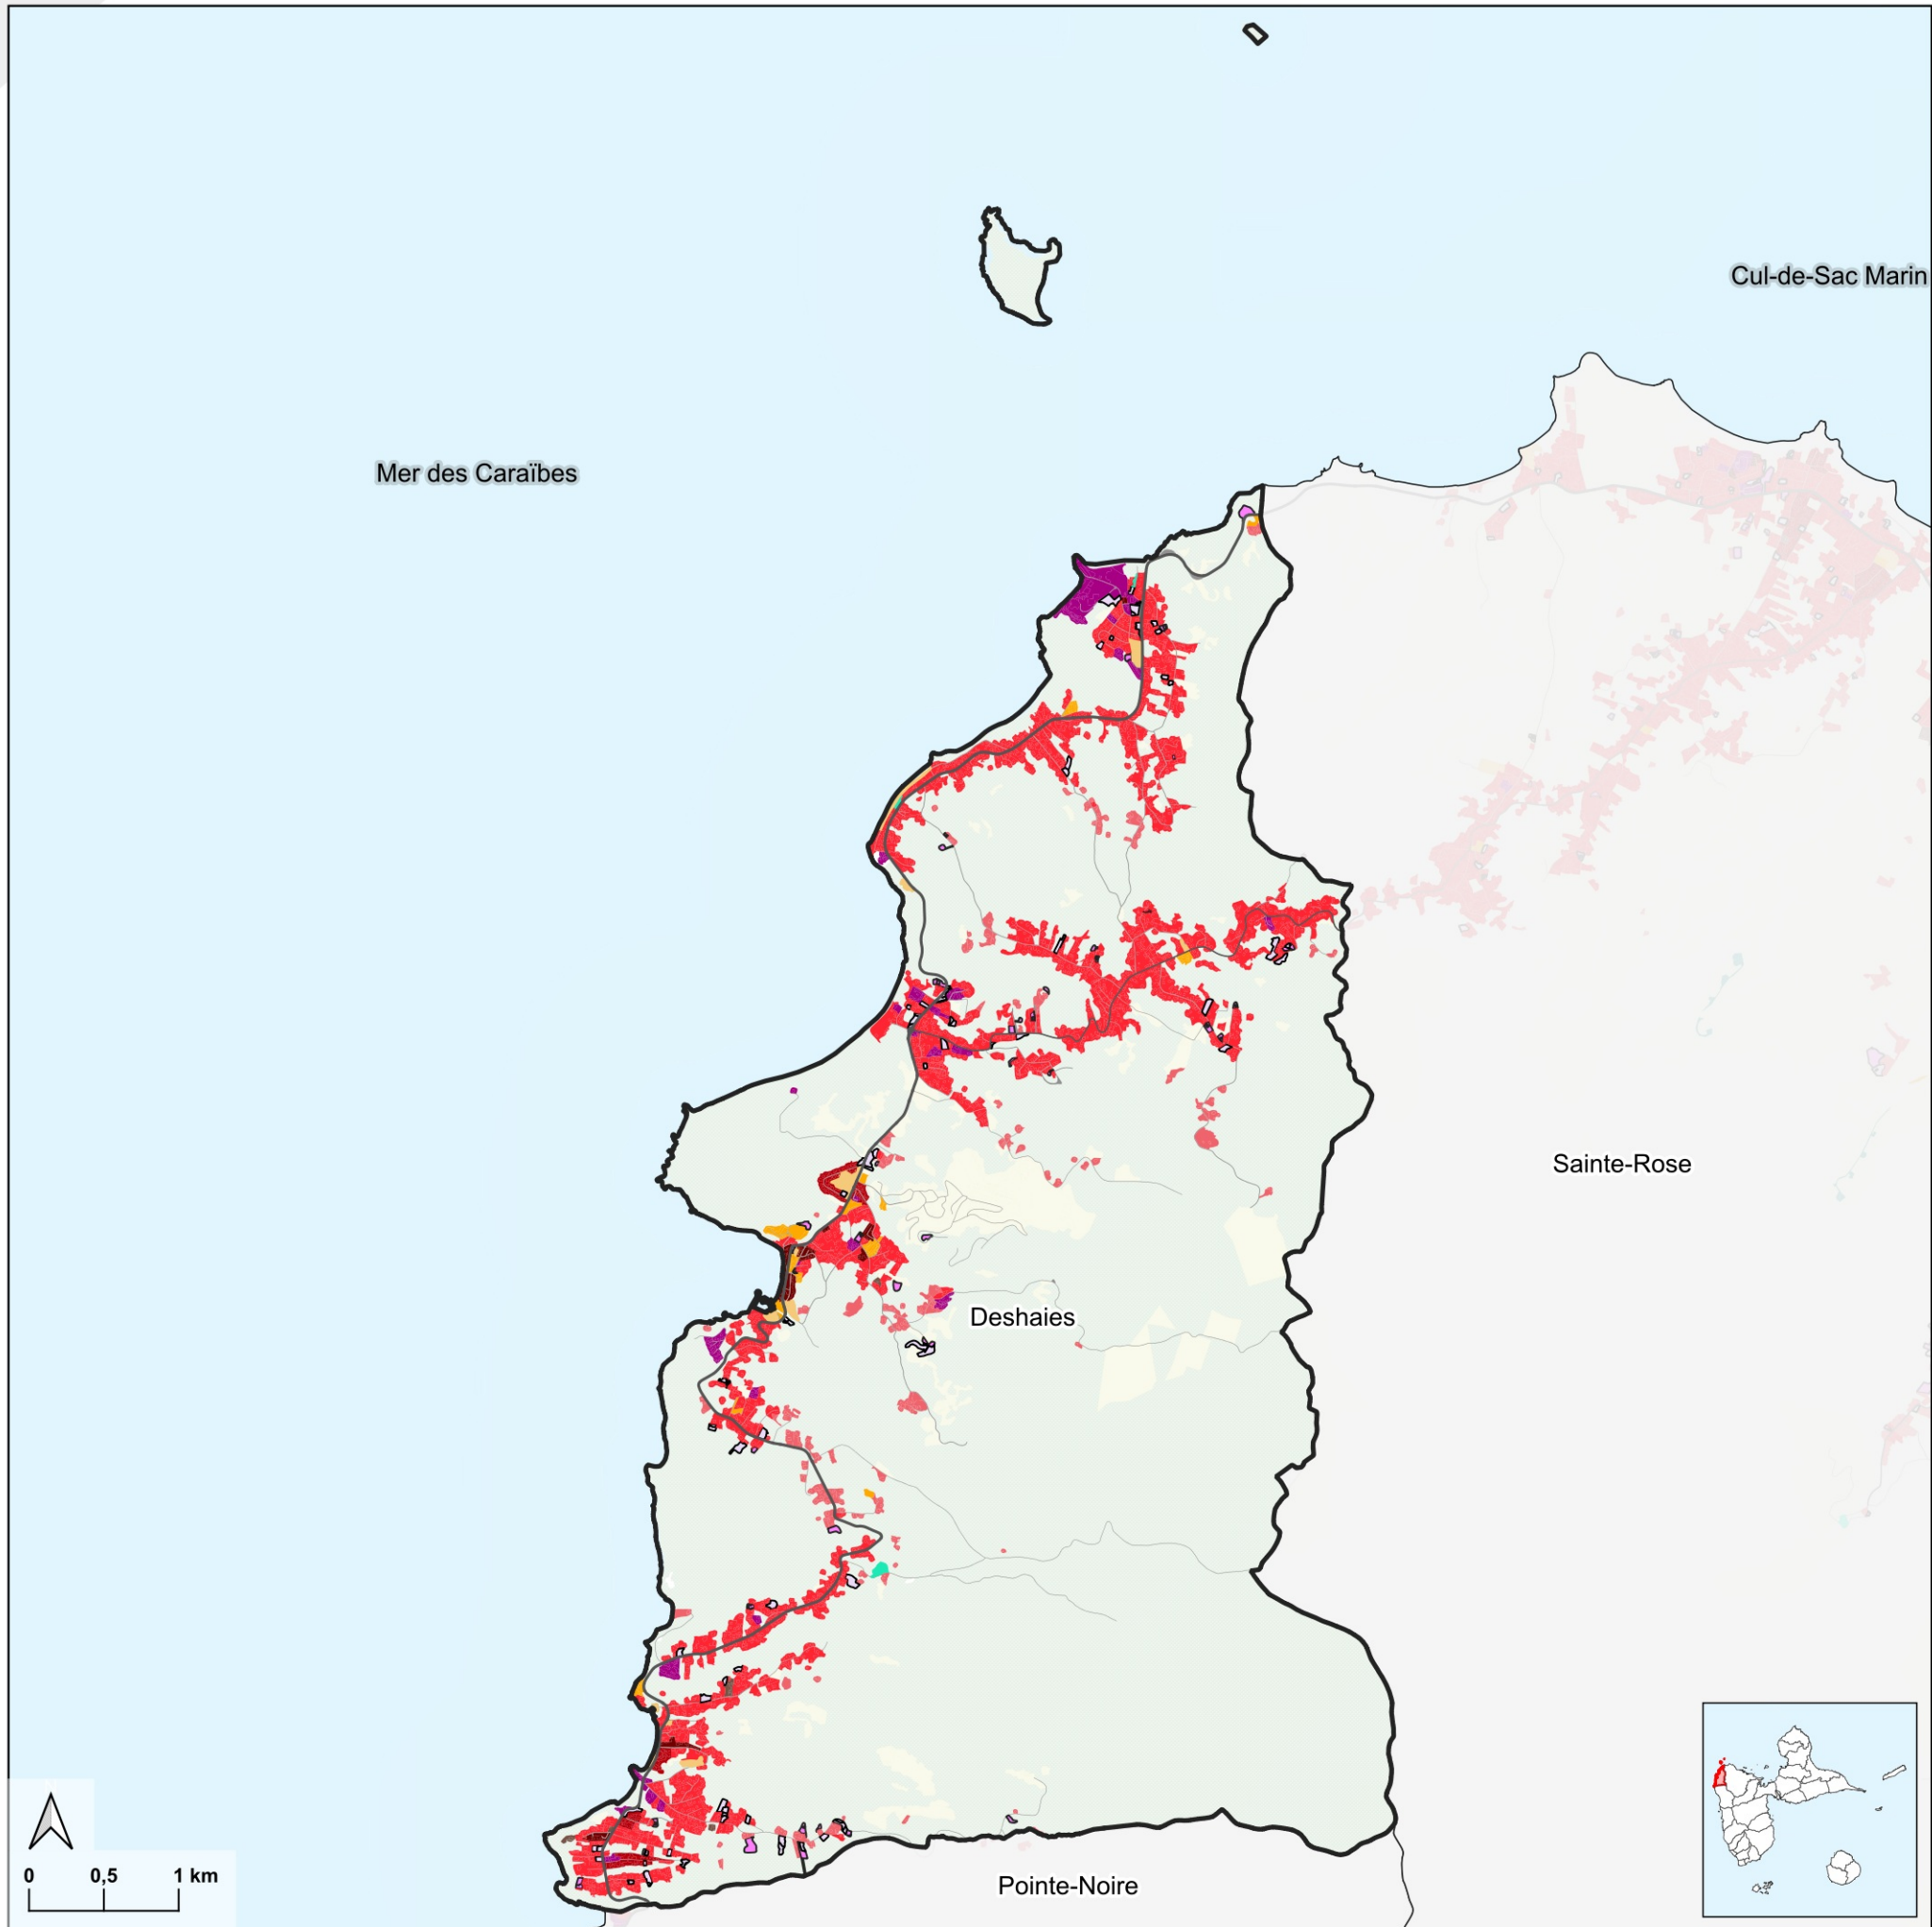 Cul-de-Sac Marin
Mer des Caraïbes
Sainte-Rose
Deshaies
0 0,5 1 km
Pointe-Noire